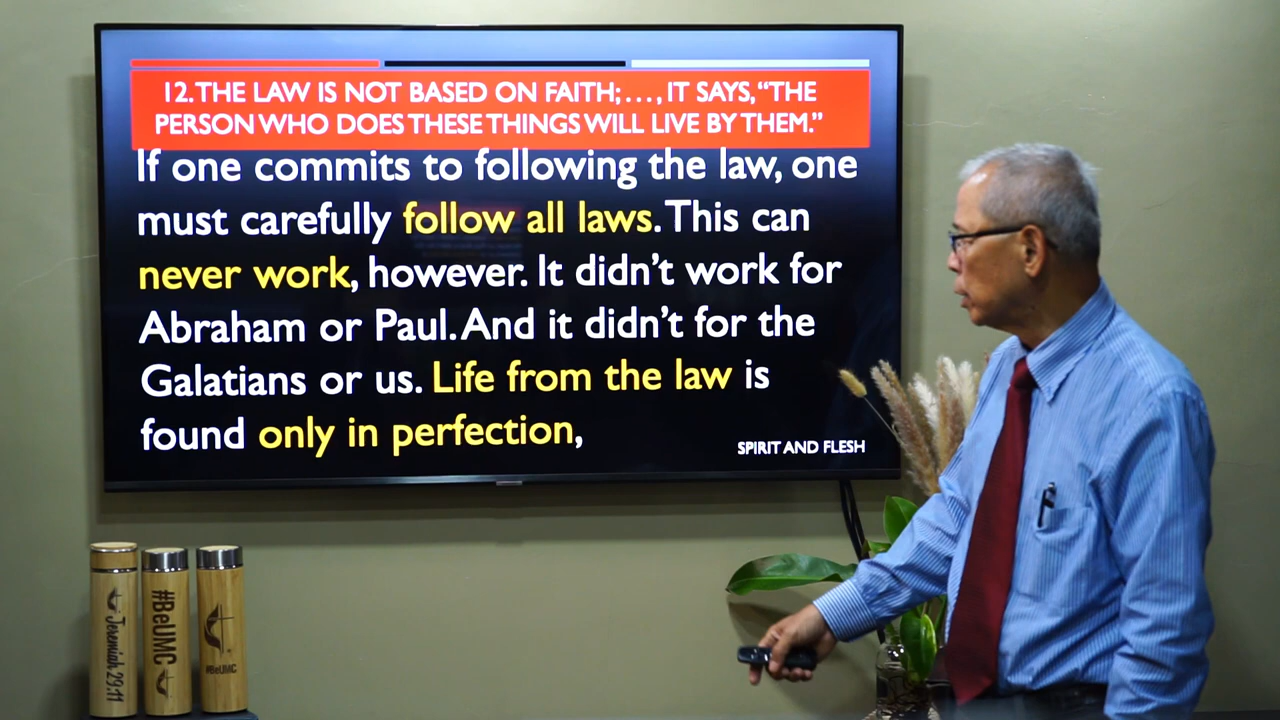 12. THE LAW IS NOT BASED ON FAITH; ..., IT SAYS, “THE
PERSON WHO DOES THESE THINGS WILL LIVE BY THEM.”
If one commits to following the law, one
must carefully follow all laws. This can
never work, however. It didn’t work for
Abraham or Paul. And it didn’t for the
Galatians or us. Life from the law is
found only in perfection,
SPIRIT AND FLESH
Jeremiah 29:11
#BeUMC
#BeUMC